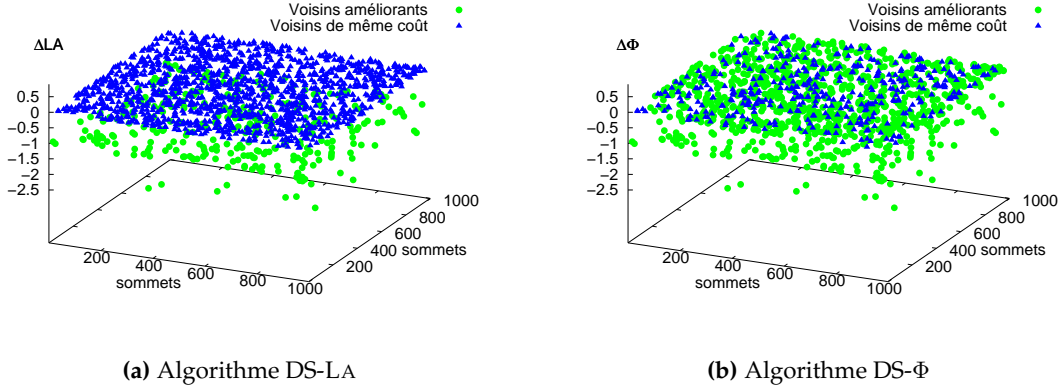 Voisins améliorants
Voisins de même coût
ΔLA
0.5
0
−0.5
−1
−1.5
−2
−2.5
200
400
600
800
1000
sommets
200
400
600
800
1000
sommets
(a) Algorithme DS-LA
Voisins améliorants
Voisins de même coût
ΔΦ
0.5
0
−0.5
−1
−1.5
−2
−2.5
200
400
600
800
1000
sommets
200
400
600
800
1000
sommets
(b) Algorithme DS-Φ